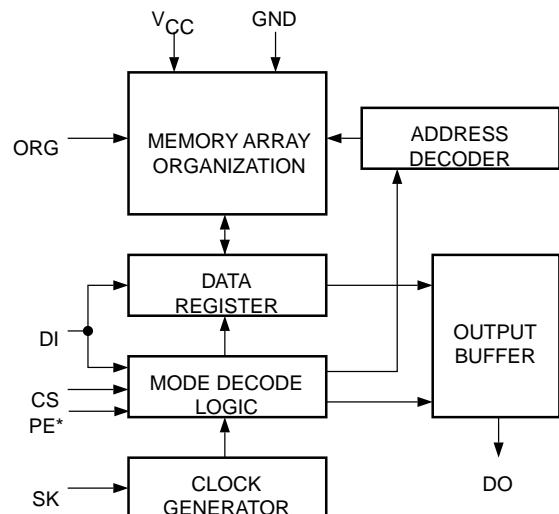 VCC
GND
ORG
MEMORY ARRAY
ORGANIZATION
ADDRESS
DECODER
DATA
REGISTER
DI
OUTPUT
BUFFER
CS
PE*
MODE DECODE
LOGIC
SK
CLOCK
GENERATOR
DO